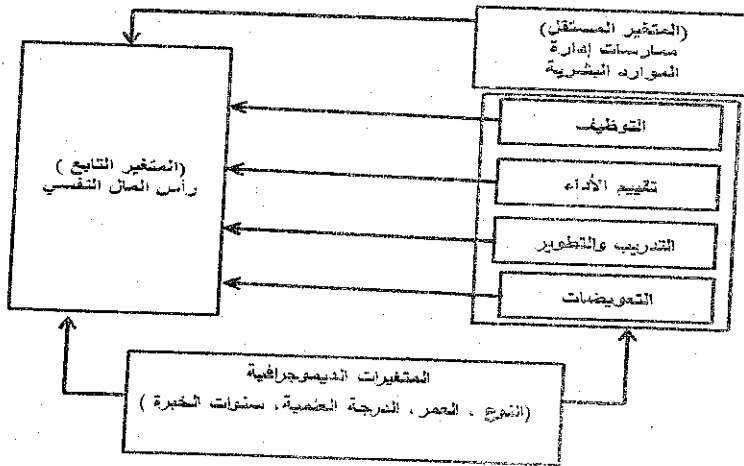 (المتغير المستقل)
ممارسات إدارة
الموارد البشرية
التوظيف
تقييم الأداء
التدريب والتطوير
التعويضات
(المتغير التابع )
رأس المال النفسي
المتغيرات الديموجرافية
(النوع ، العمر، الدرجة العلمية، سنوات الخبرة )